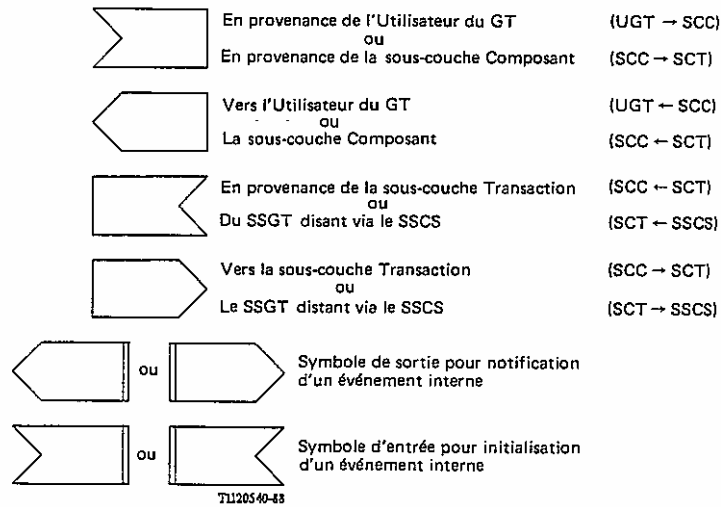 En provenance de l'Utilisateur du GT (UGT → SCC)
ou
En provenance de la sous-couche Composant (SCC → SCT)
Vers l'Utilisateur du GT (UGT ← SCC)
ou
La sous-couche Composant (SCC ← SCT)
En provenance de la sous-couche Transaction (SCC ← SCT)
ou
Du SSGT disant via le SSCS (SCT ← SSCS)
Vers la sous-couche Transaction (SCC → SCT)
ou
Le SSGT distant via le SSCS (SCT → SSCS)
ou Symbole de sortie pour notification
d'un événement interne
ou Symbole d'entrée pour initialisation
d'un événement interne
T1120540-88